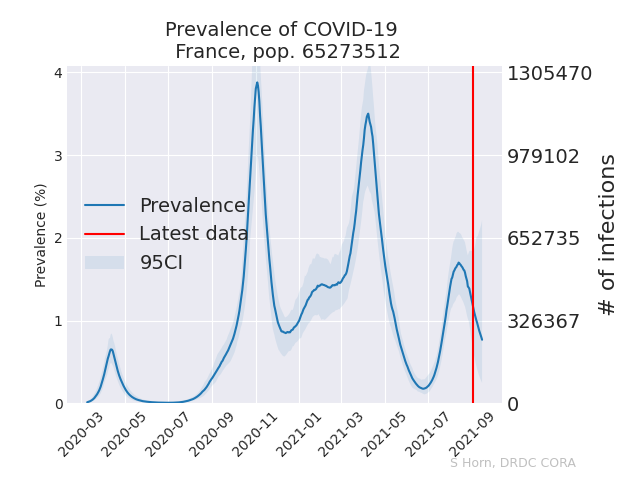 Prevalence of COVID-19
France, pop. 65273512
4
3
2
1
0
Prevalence (%)
Prevalence
Latest data
95CI
1305470
979102
652735
326367
0
# of infections
2020-03
2020-05
2020-07
2020-09
2020-11
2021-01
2021-03
2021-05
2021-07
2021-09
S Horn, DRDC CORA